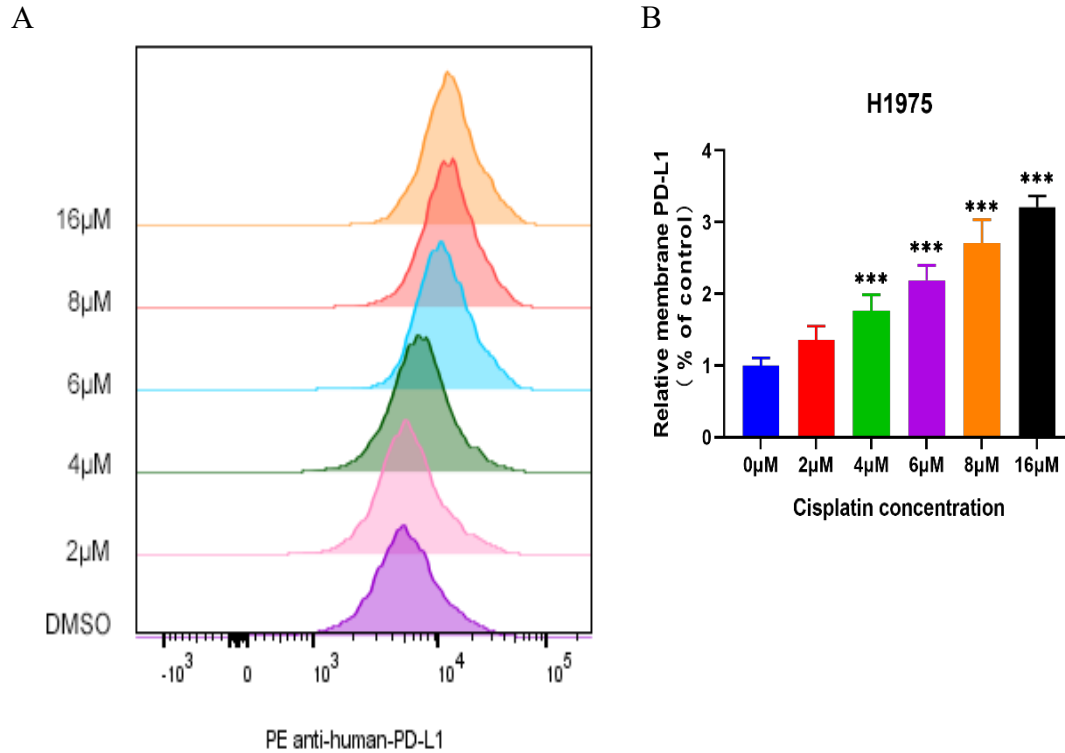 A
16µM
8µM
6µM
4µM
2µM
DMSO
-10³ 0 10³ 10⁴ 10⁵
PE anti-human-PD-L1
B
H1975
Relative membrane PD-L1
( % of control)
4
3
2
1
0
***
***
***
***
0µM 2µM 4µM 6µM 8µM 16µM
Cisplatin concentration